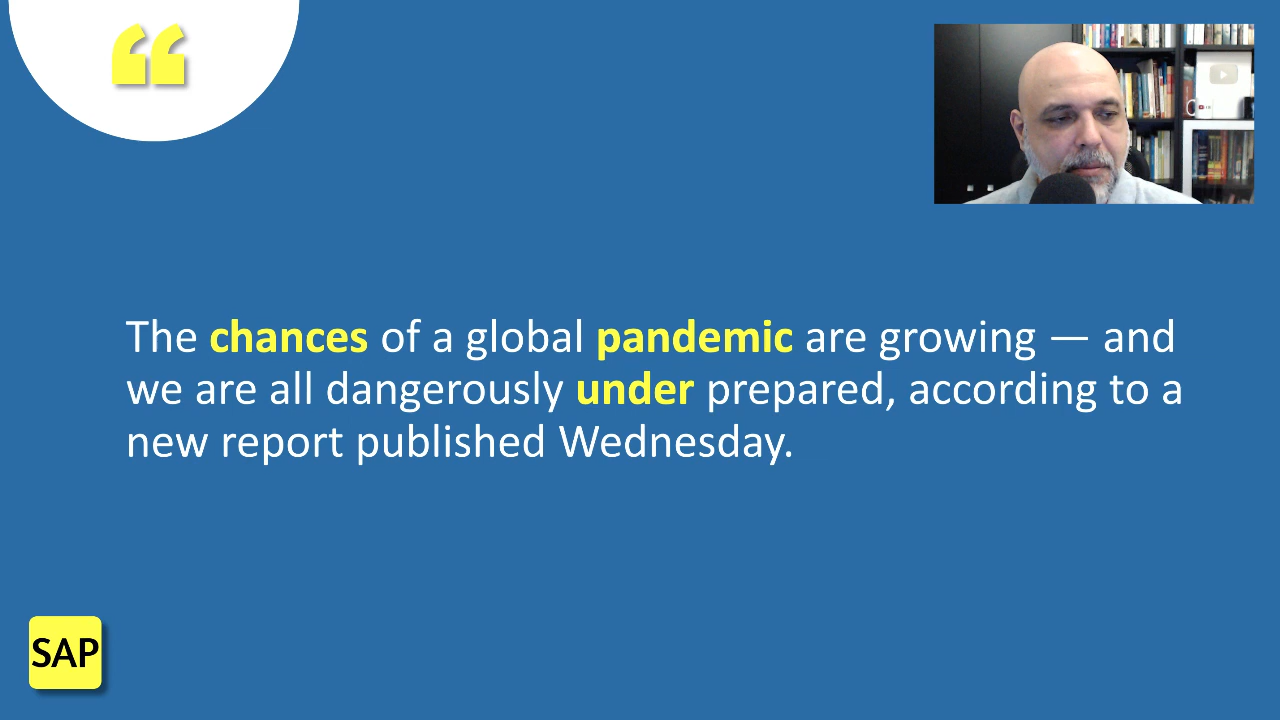 “
The chances of a global pandemic are growing — and
we are all dangerously under prepared, according to a
new report published Wednesday.
SAP